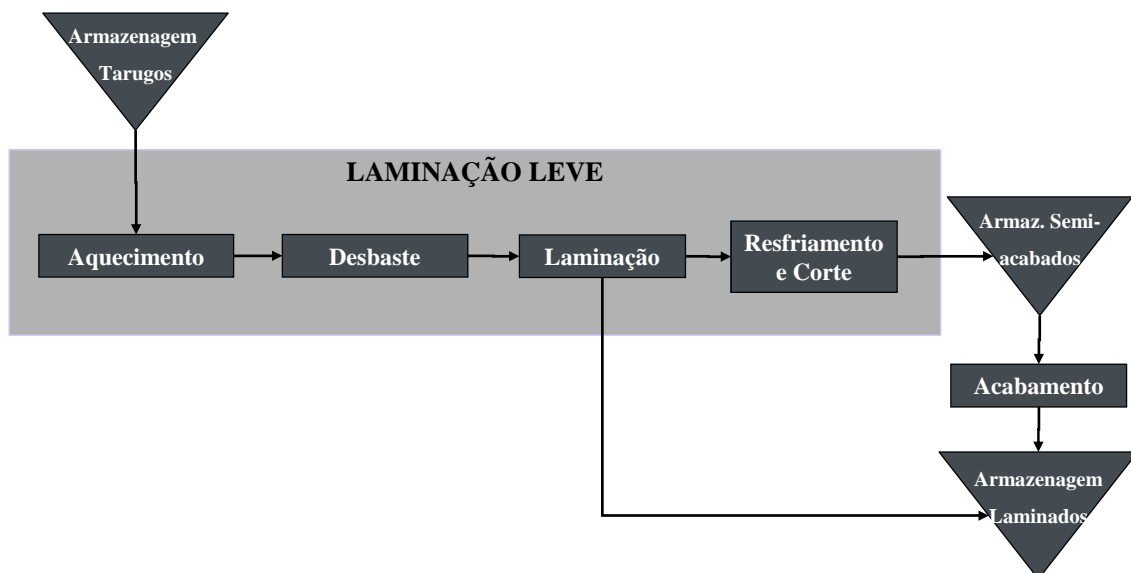 Armazenagem
Tarugos
LAMINAÇÃO LEVE
Aquecimento
Desbaste
Laminação
Resfriamento
e Corte
Armaz. Semi-
acabados
Acabamento
Armazenagem
Laminados